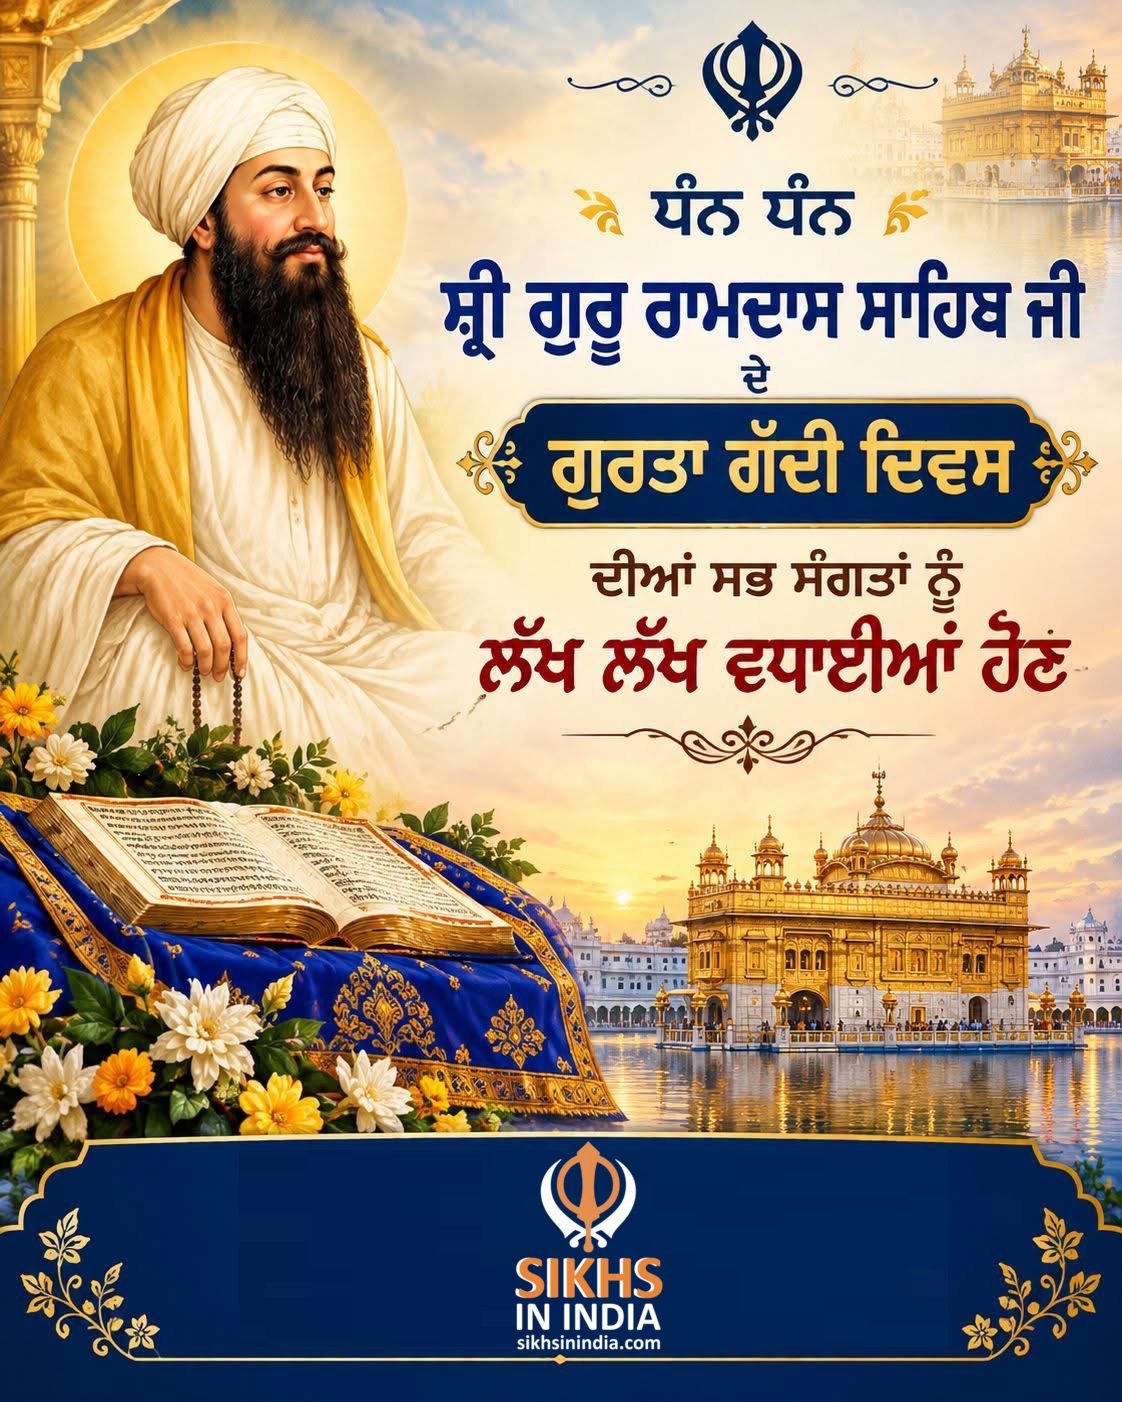 ਧੰਨ ਧੰਨ
ਸ਼੍ਰੀ ਗੁਰੂ ਰਾਮਦਾਸ ਸਾਹਿਬ ਜੀ
ਦੇ
ਗੁਰਤਾ ਗੱਦੀ ਦਿਵਸ
ਦੀਆਂ ਸਭ ਸੰਗਤਾਂ ਨੂੰ
ਲੱਖ ਲੱਖ ਵਧਾਈਆਂ ਹੋਣ
SIKHS
IN INDIA
sikhsinindia.com